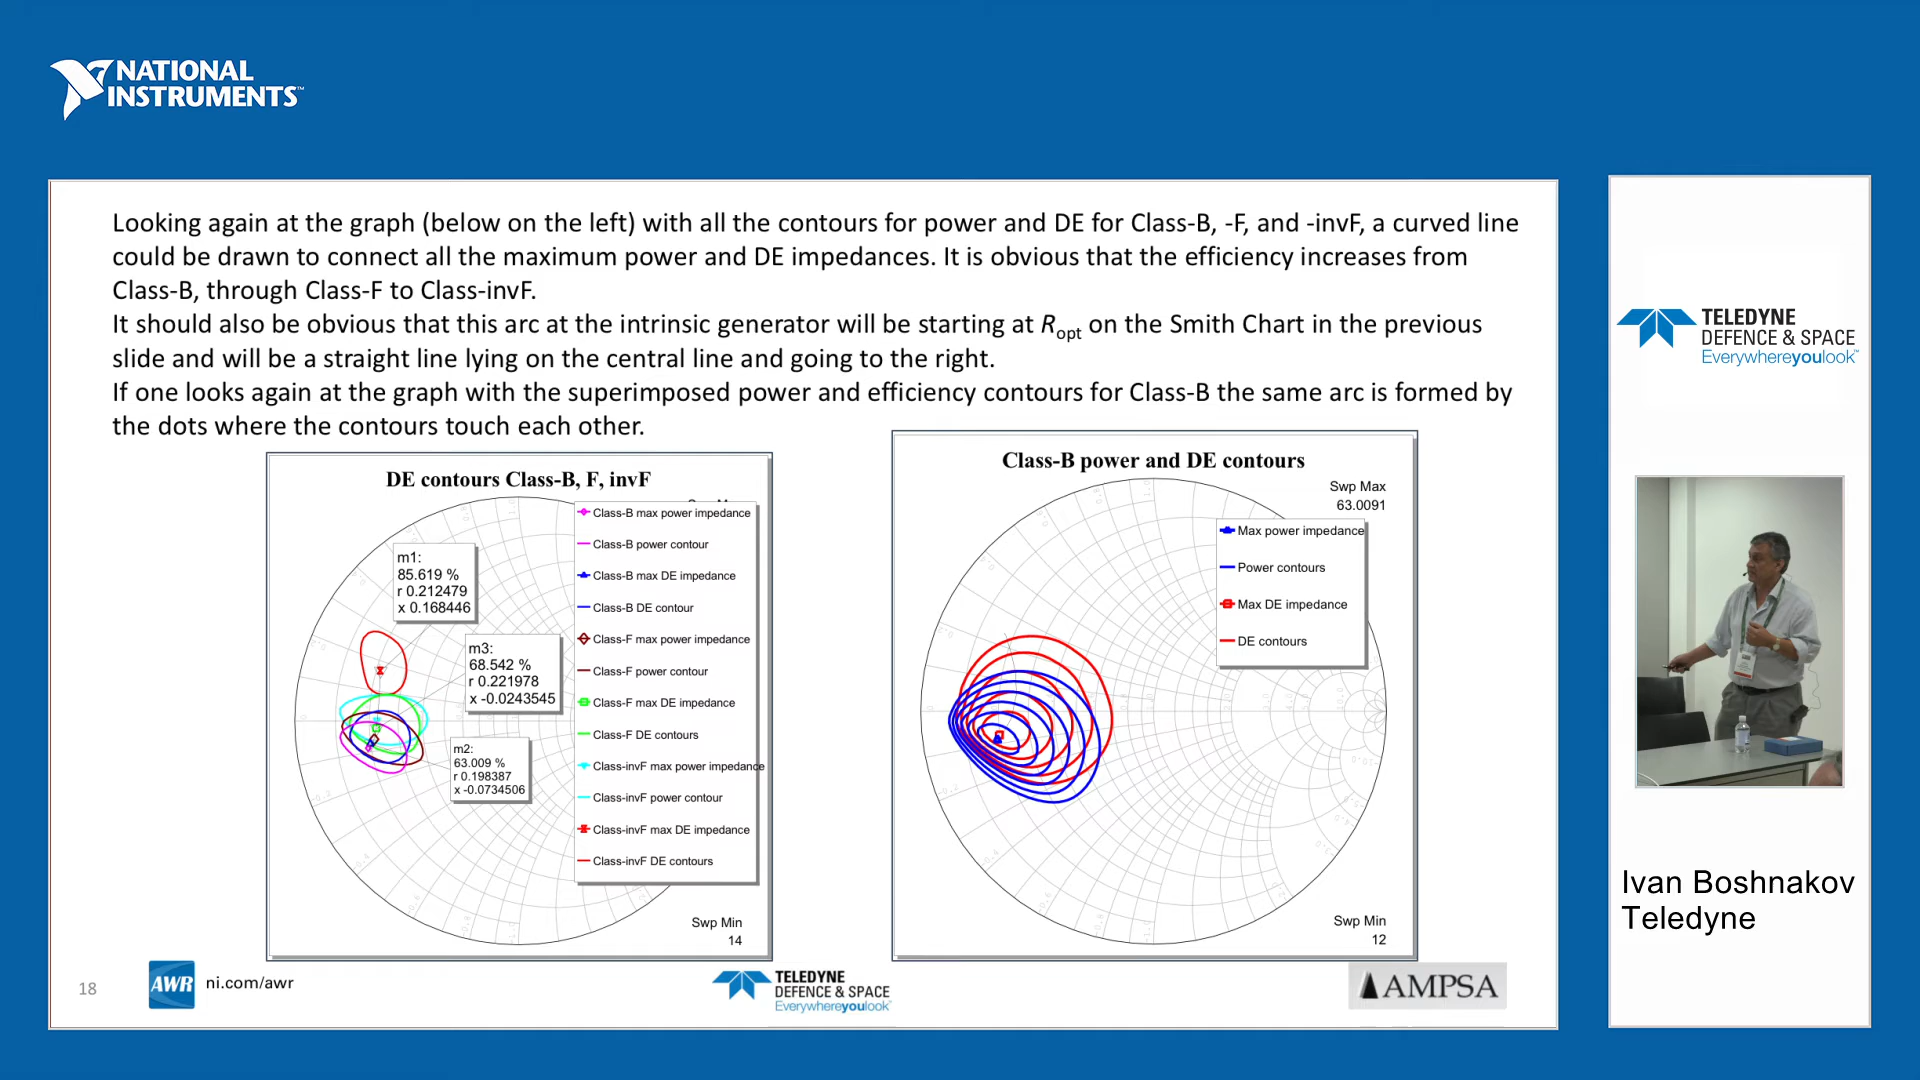 NATIONAL
INSTRUMENTS™
Looking again at the graph (below on the left) with all the contours for power and DE for Class-B, -F, and -invF, a curved line
could be drawn to connect all the maximum power and DE impedances. It is obvious that the efficiency increases from
Class-B, through Class-F to Class-invF.
It should also be obvious that this arc at the intrinsic generator will be starting at Ropt on the Smith Chart in the previous
slide and will be a straight line lying on the central line and going to the right.
If one looks again at the graph with the superimposed power and efficiency contours for Class-B the same arc is formed by
the dots where the contours touch each other.
DE contours Class-B, F, invF
Class-B max power impedance
Class-B power contour
Class-B max DE impedance
Class-B DE contour
Class-F max power impedance
Class-F power contour
Class-F max DE impedance
Class-F DE contours
Class-invF max power impedance
Class-invF power contour
Class-invF max DE impedance
Class-invF DE contours
m1:
85.619 %
r 0.212479
x 0.168446
m3:
68.542 %
r 0.221978
x -0.0243545
m2:
63.009 %
r 0.198387
x -0.0734506
Swp Min
14
Class-B power and DE contours
Swp Max
63.0091
Max power impedance
Power contours
Max DE impedance
DE contours
Swp Min
12
18
AWR
ni.com/awr
TELEDYNE
DEFENCE & SPACE
Everywhereyoulook™
AMPSA
TELEDYNE
DEFENCE & SPACE
Everywhereyoulook™
Ivan Boshnakov
Teledyne